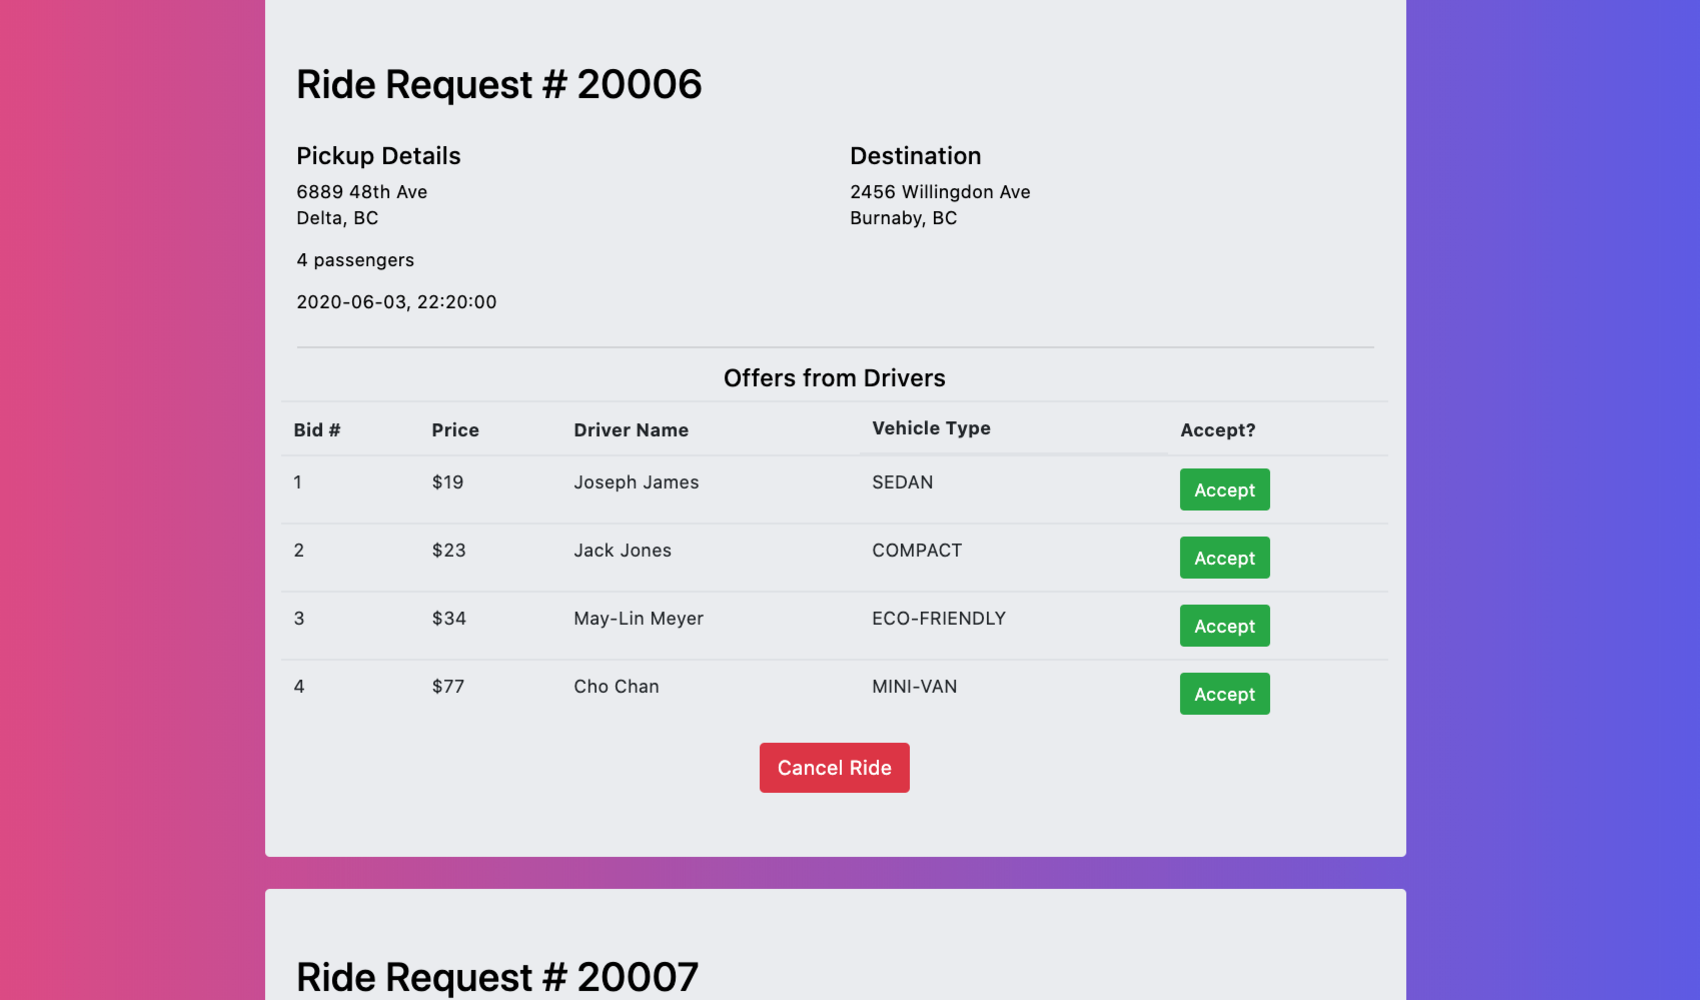 Ride Request # 20006
Pickup Details
6889 48th Ave
Delta, BC
4 passengers
2020-06-03, 22:20:00
Destination
2456 Willingdon Ave
Burnaby, BC
Offers from Drivers
Bid # Price Driver Name Vehicle Type Accept?
1 $19 Joseph James SEDAN Accept
2 $23 Jack Jones COMPACT Accept
3 $34 May-Lin Meyer ECO-FRIENDLY Accept
4 $77 Cho Chan MINI-VAN Accept
Cancel Ride
Ride Request # 20007